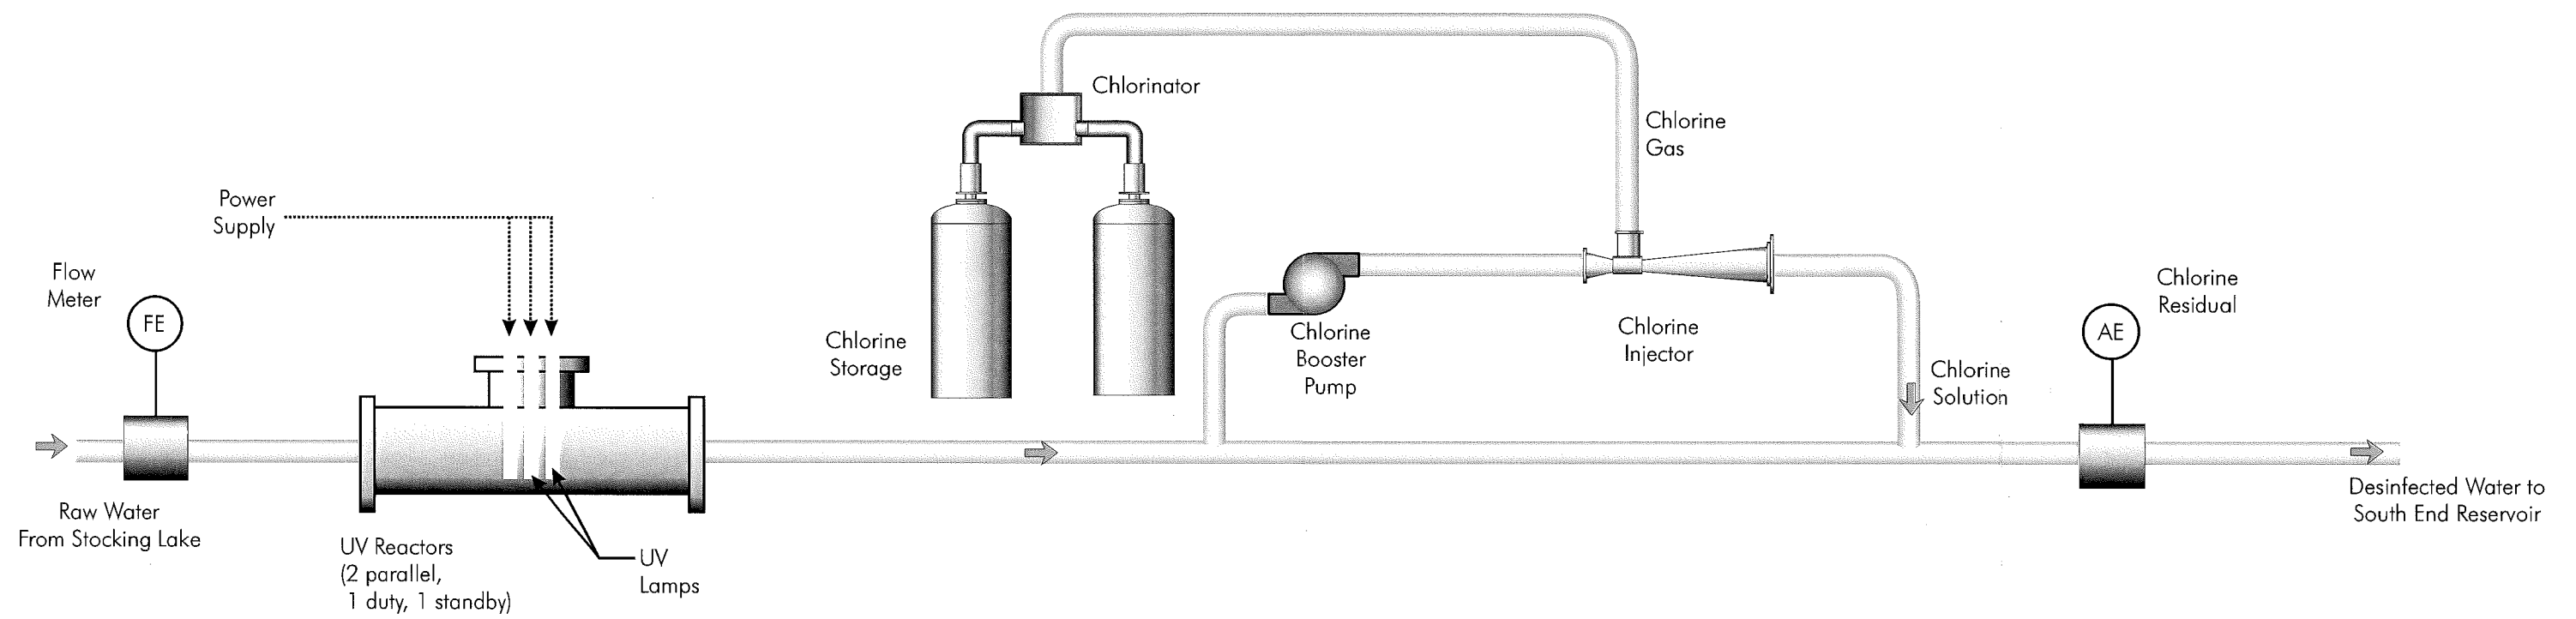 Chlorinator
Chlorine
Gas
Power
Supply
Flow
Meter
FE
Chlorine
Storage
Chlorine
Booster
Pump
Chlorine
Injector
Chlorine
Solution
Chlorine
Residual
AE
Raw Water
From Stocking Lake
UV Reactors
(2 parallel,
1 duty, 1 standby)
UV
Lamps
Desinfected Water to
South End Reservoir